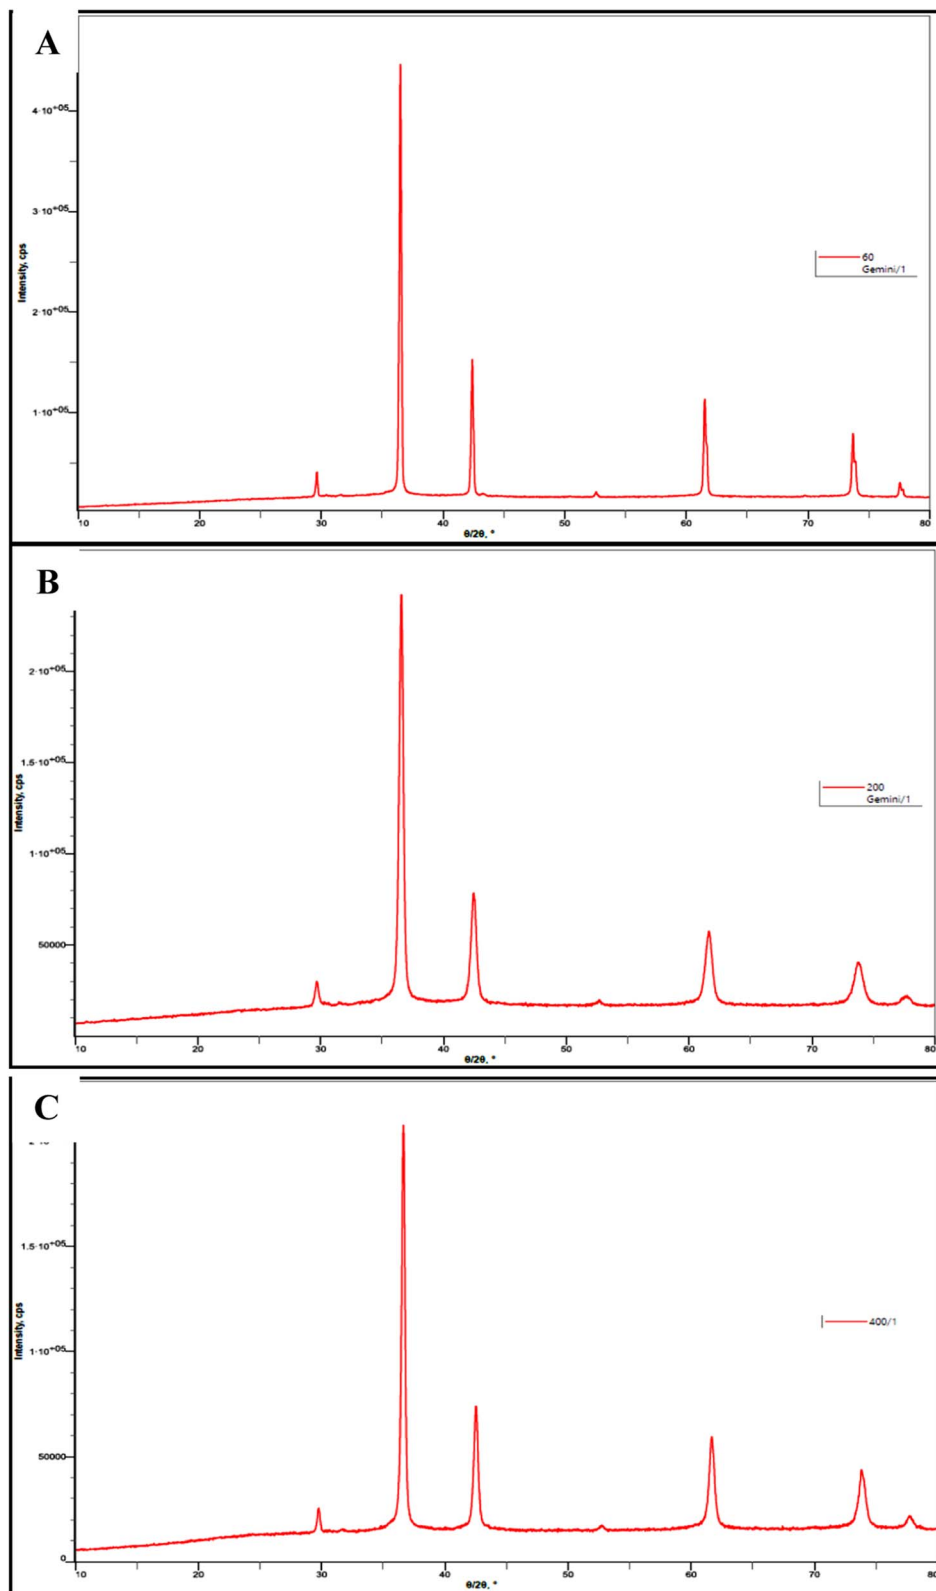 A
4·10+05
3·10+05
2·10+05
1·10+05
Intensity, cps
60
Gemini/1
10 20 30 40 50 60 70 80
θ/2θ, °
B
2·10+05
1.5·10+05
1·10+05
50000
Intensity, cps
200
Gemini/1
10 20 30 40 50 60 70 80
θ/2θ, °
C
1.5·10+05
1·10+05
50000
0
Intensity, cps
400/1
10 20 30 40 50 60 70 80
θ/2θ, °